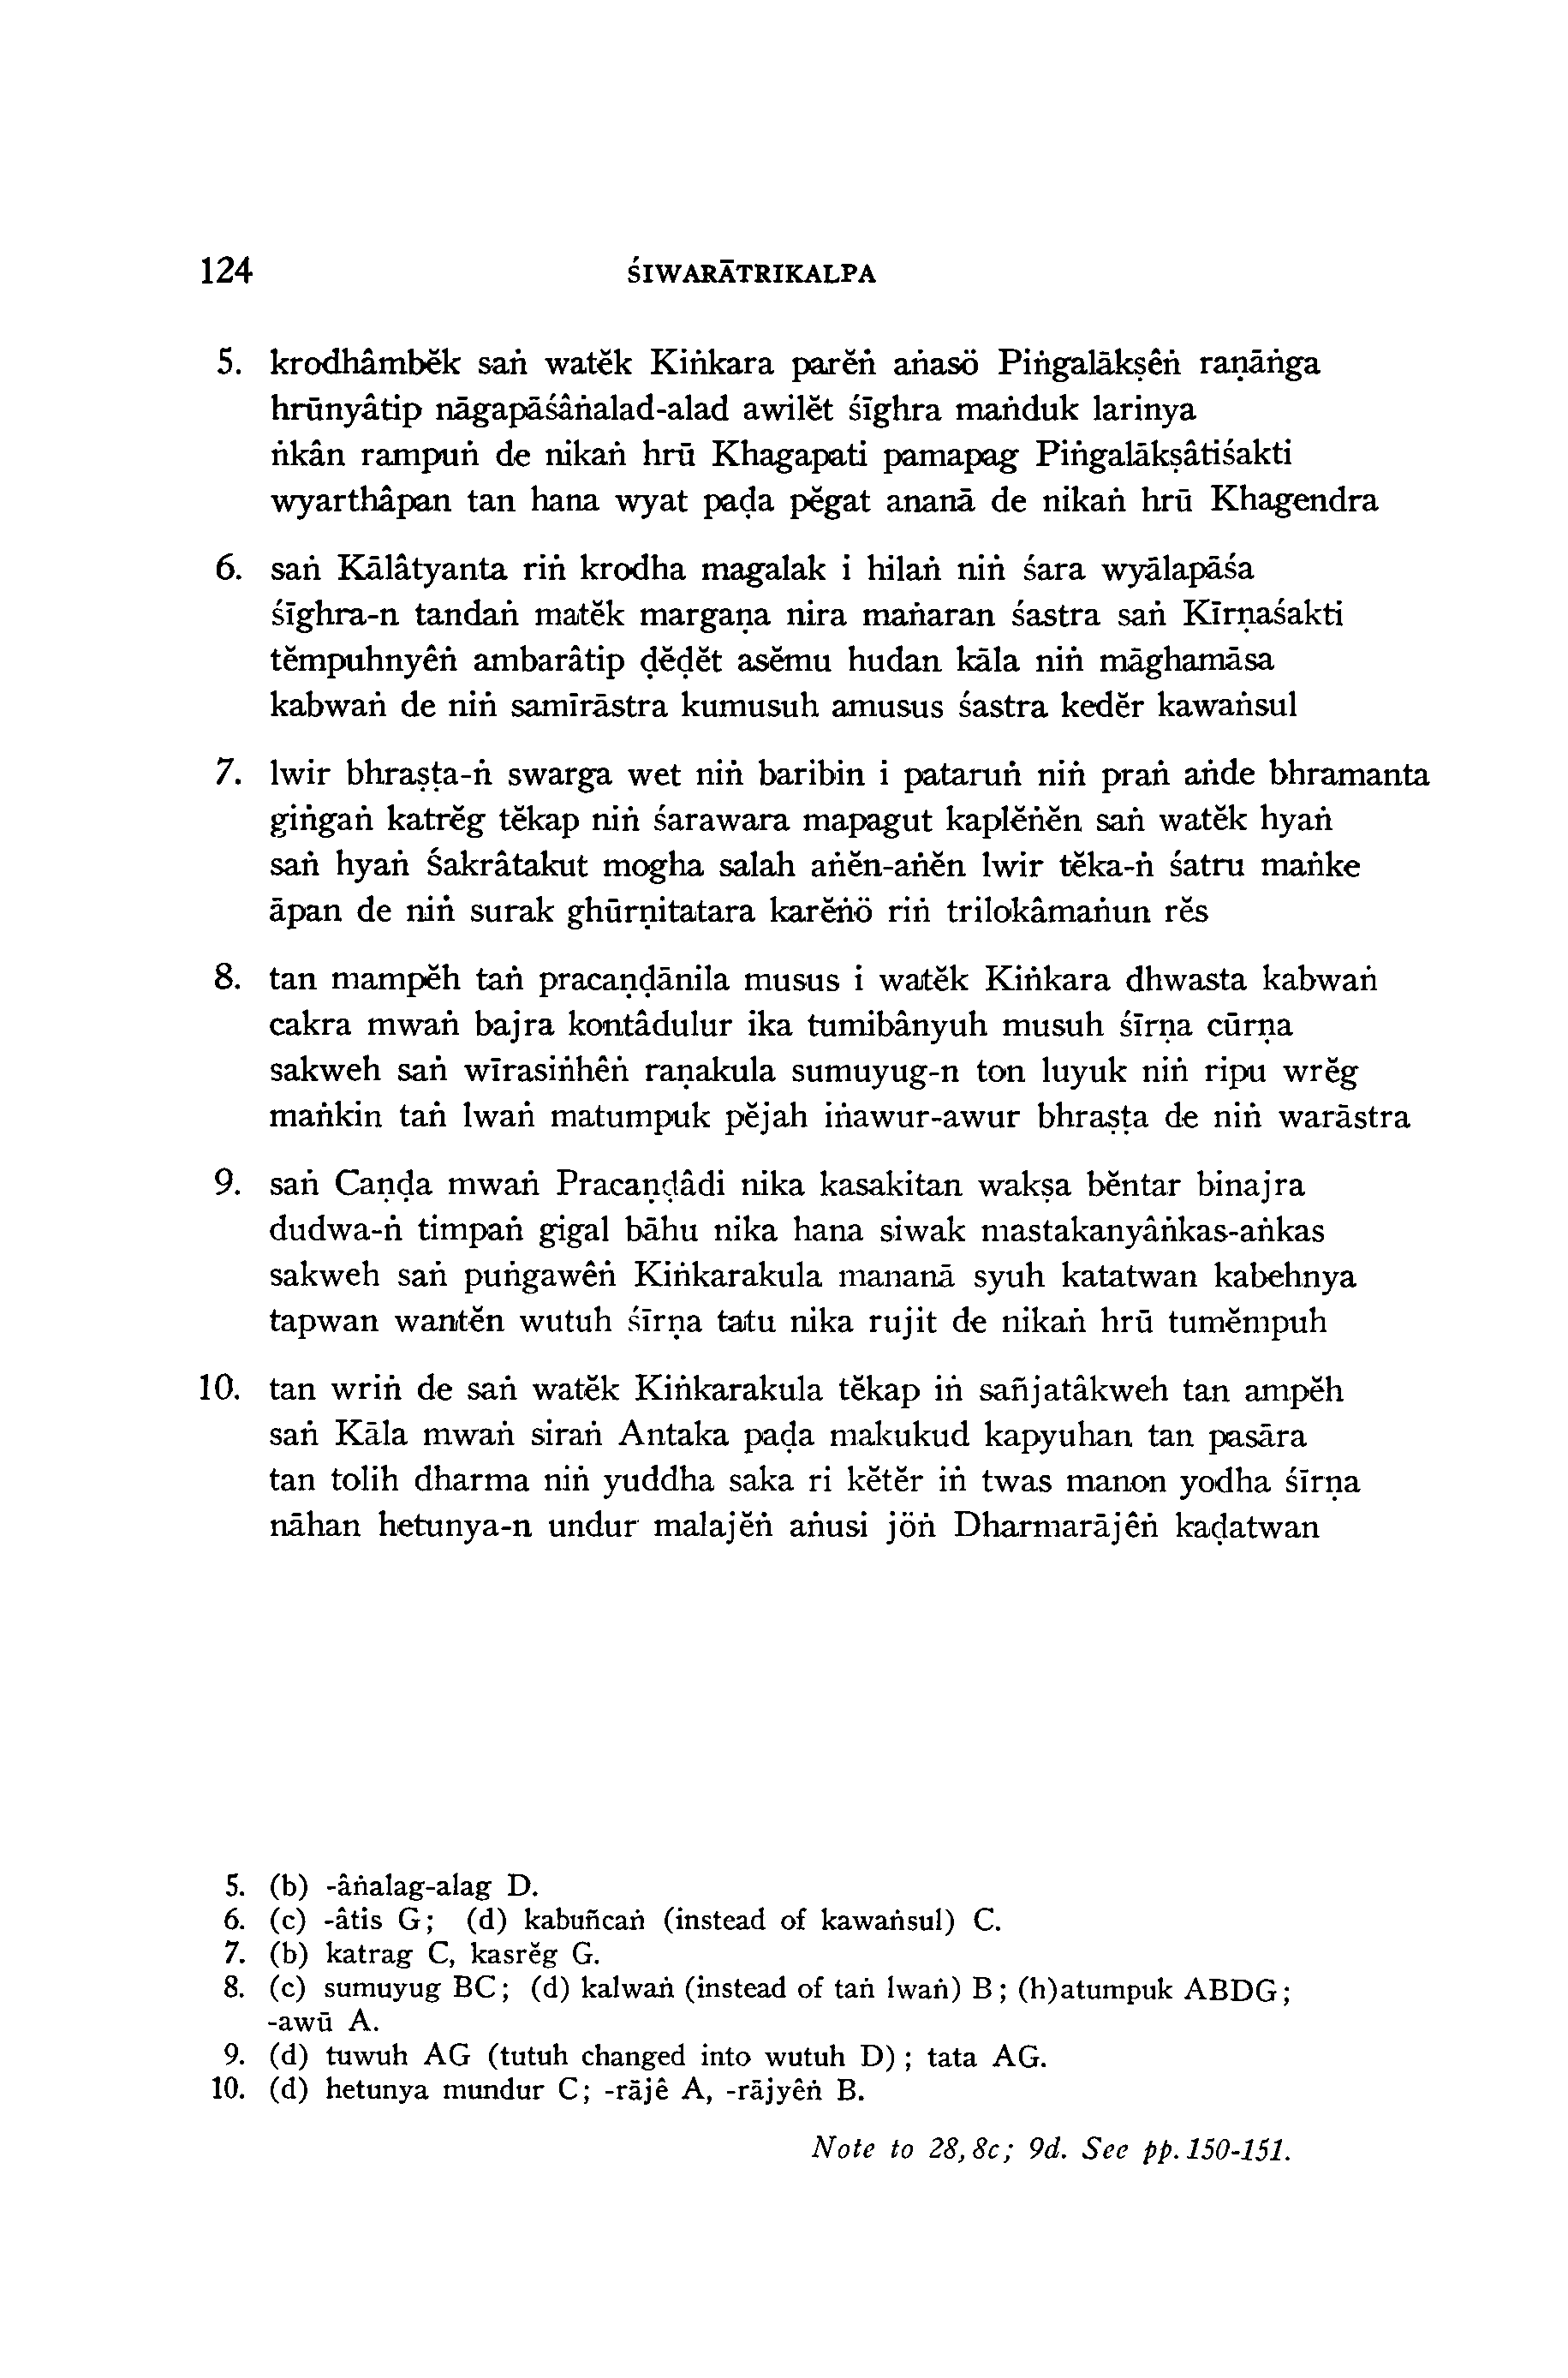 124 ŚIWARĀTRIKALPA
5. krodhâmbĕk saṅ watĕk Kiṅkara parĕṅ aṅasö Piṅgalākṣêṅ raṇāṅga
hrūnyâtip nāgapāśâṅalad-alad awilĕt śīghra maṅduk larinya
ṅkân rampuṅ de nikaṅ hrū Khagapati pamapag Piṅgalākṣâtiśakti
wyarthâpan tan hana wyat paḍa pĕgat ananā de nikaṅ hrū Khagendra
6. saṅ Kālâtyanta riṅ krodha magalak i hilaṅ niṅ śara wyālapāśa
śīghra-n tandaṅ matĕk margaṇa nira maṅaran śastra saṅ Kīrṇaśakti
tĕmpuhnyêṅ ambarâtip ḍĕḍĕt asĕmu hudan kāla niṅ māghamāsa
kabwaṅ de niṅ samīrāstra kumusuh amusus śastra kedĕr kawaṅsul
7. lwir bhraṣṭa-ṅ swarga wet niṅ baribin i pataruṅ niṅ praṅ aṅde bhramanta
giṅgaṅ katrĕg tĕkap niṅ śarawara mapagut kaplĕṅĕn saṅ watĕk hyaṅ
saṅ hyaṅ Śakrâtakut mogha salah aṅĕn-aṅĕn lwir tĕka-ṅ śatru maṅke
āpan de niṅ surak ghūrṇitatara karĕṅö riṅ trilokâmaṅun rĕs
8. tan mampĕh taṅ pracaṇḍānila musus i watĕk Kiṅkara dhwasta kabwaṅ
cakra mwaṅ bajra kontâdulur ika tumibânyuh musuh śīrṇa cūrṇa
sakweh saṅ wīrasiṅhêṅ raṇakula sumuyug-n ton luyuk niṅ ripu wrĕg
maṅkin taṅ lwaṅ matumpuk pĕjah iṅawur-awur bhraṣṭa de niṅ warāstra
9. saṅ Caṇḍa mwaṅ Pracaṇḍâdi nika kasakitan wakṣa bĕntar binajra
dudwa-ṅ timpaṅ gigal bāhu nika hana siwak mastakanyâṅkas-aṅkas
sakweh saṅ puṅgawêṅ Kiṅkarakula mananā syuh katatwan kabehnya
tapwan wantĕn wutuh śīrṇa tatu nika rujit de nikaṅ hrū tumĕmpuh
10. tan wriṅ de saṅ watĕk Kiṅkarakula tĕkap iṅ sañjatâkweh tan ampĕh
saṅ Kāla mwaṅ siraṅ Antaka paḍa makukud kapyuhan tan pasāra
tan tolih dharma niṅ yuddha saka ri kĕtĕr iṅ twas manon yodha śīrṇa
nāhan hetunya-n undur malajĕṅ aṅusi jöṅ Dharmarājêṅ kaḍatwan
5. (b) -âṅalag-alag D.
6. (c) -âtis G; (d) kabuñcaṅ (instead of kawaṅsul) C.
7. (b) katrag C, kasrĕg G.
8. (c) sumuyug BC; (d) kalwaṅ (instead of taṅ lwaṅ) B; (h)atumpuk ABDG;
-awū A.
9. (d) tuwuh AG (tutuh changed into wutuh D); tata AG.
10. (d) hetunya mundur C; -rājê A, -rājyêṅ B.
Note to 28, 8c; 9d. See pp. 150-151.